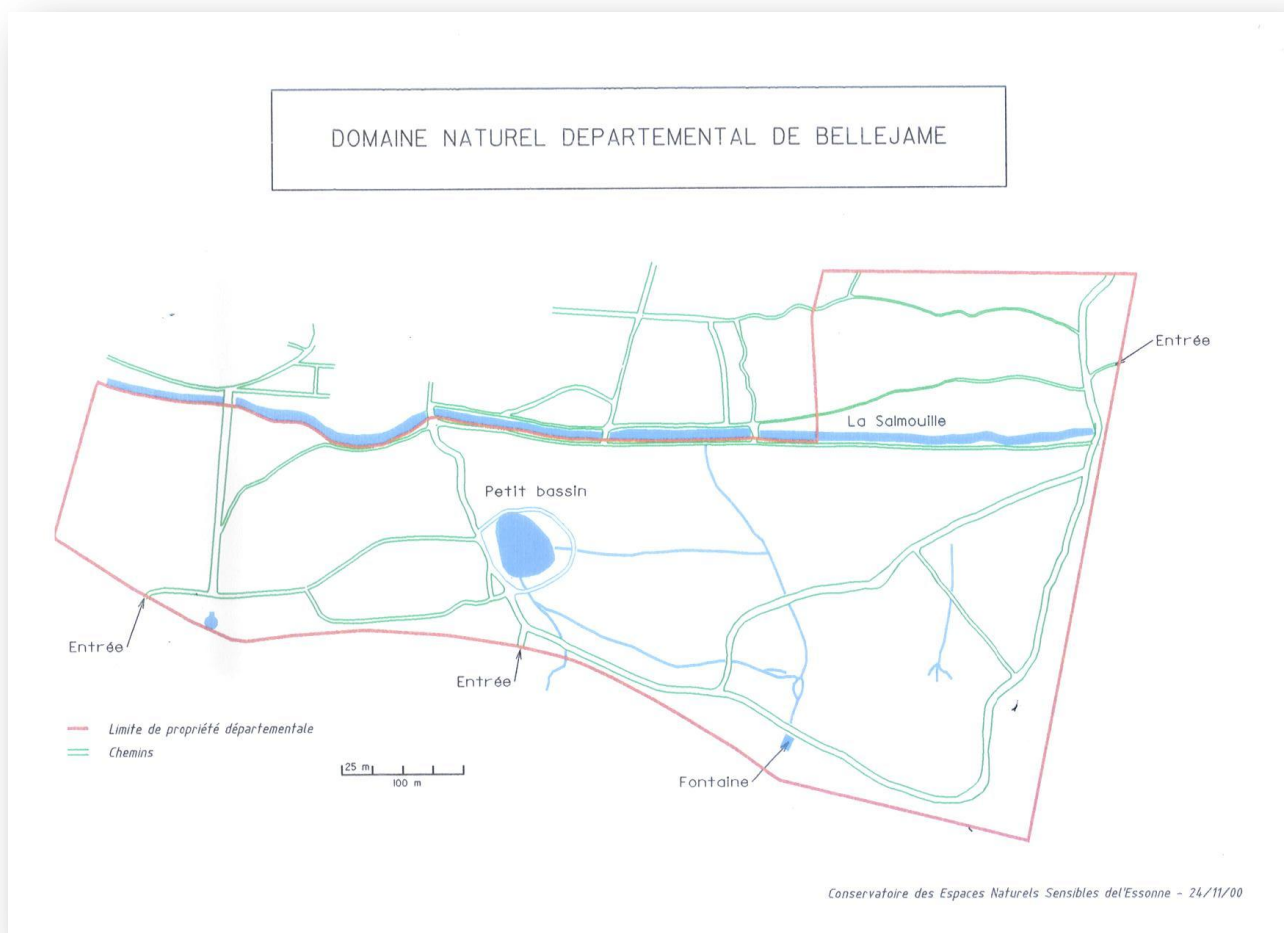 DOMAINE NATUREL DEPARTEMENTAL DE BELLEJAME
Entrée
La Salmouille
Petit bassin
Entrée
Entrée
Limite de propriété départementale
Chemins
25 m
100 m
Fontaine
Conservatoire des Espaces Naturels Sensibles del'Essonne - 24/11/00